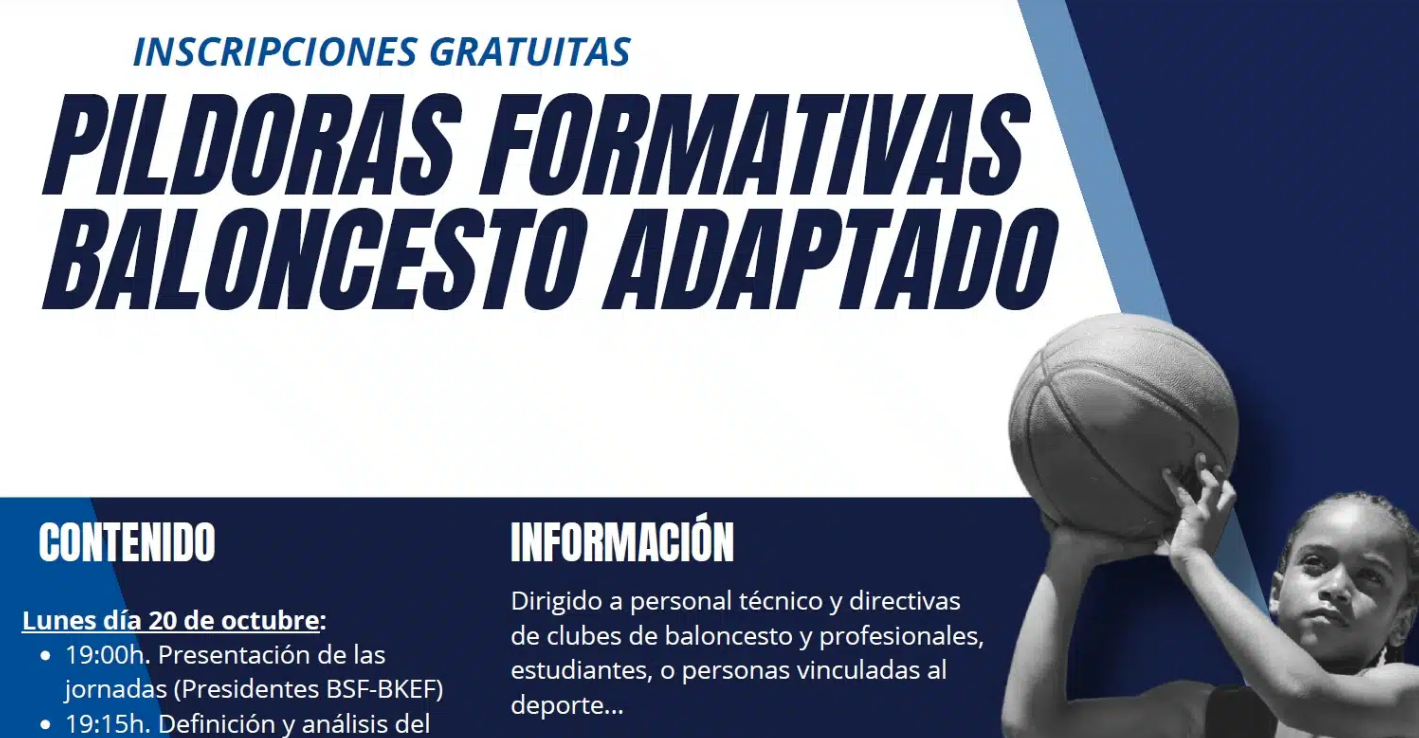 INSCRIPCIONES GRATUITAS
PILDORAS FORMATIVAS
BALONCESTO ADAPTADO
CONTENIDO
Lunes día 20 de octubre:
• 19:00h. Presentación de las
jornadas (Presidentes BSF-BKEF)
• 19:15h. Definición y análisis del
INFORMACIÓN
Dirigido a personal técnico y directivas
de clubes de baloncesto y profesionales,
estudiantes, o personas vinculadas al
deporte...